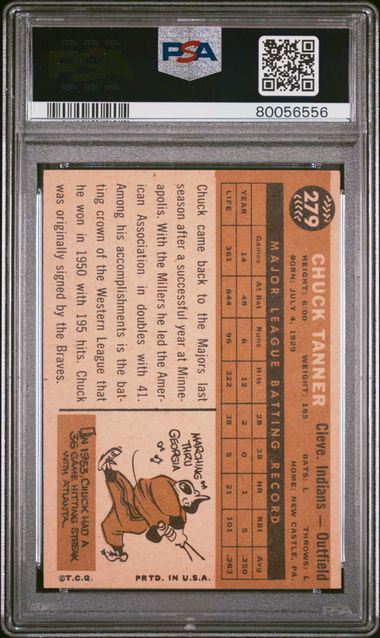 PSA
PSA
80056556
279
CHUCK TANNER
Cleve. Indians — Outfield
HEIGHT: 6:00 WEIGHT: 185 BATS: L THROWS: L
BORN: JULY 4, 1929 HOME: NEW CASTLE, PA.
MAJOR LEAGUE BATTING RECORD
Games At Bat Runs Hits 2B 3B HR RBI Avg
YEAR 14 48 6 12 2 0 1 5 .250
LIFE 361 844 96 222 38 5 21 101 .263
Chuck came back to the Majors last
season after a successful year at Minne-
apolis. With the Millers he led the Amer-
ican Association in doubles with 41.
Among his accomplishments is the bat-
ting crown of the Western League that
he won in 1950 with 195 hits. Chuck
was originally signed by the Braves.
MARCHING
THRU
GEORGIA
IN 1953, CHUCK HAD A
36 GAME HITTING STREAK
WITH ATLANTA.
©T.C.G. PRTD. IN U.S.A.